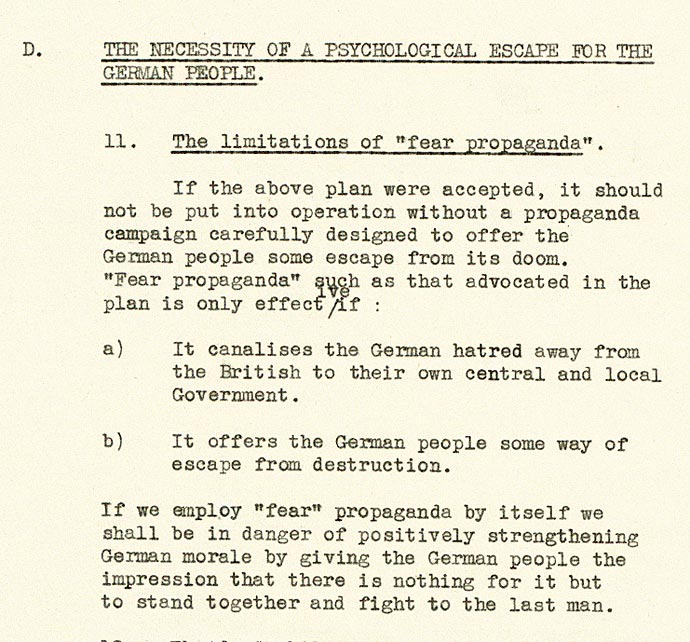 D. THE NECESSITY OF A PSYCHOLOGICAL ESCAPE FOR THE
GERMAN PEOPLE.
11. The limitations of "fear propaganda".
If the above plan were accepted, it should
not be put into operation without a propaganda
campaign carefully designed to offer the
German people some escape from its doom.
"Fear propaganda" such as that advocated in the
plan is only effect/ive if :
a) It canalises the German hatred away from
the British to their own central and local
Government.
b) It offers the German people some way of
escape from destruction.
If we employ "fear" propaganda by itself we
shall be in danger of positively strengthening
German morale by giving the German people the
impression that there is nothing for it but
to stand together and fight to the last man.